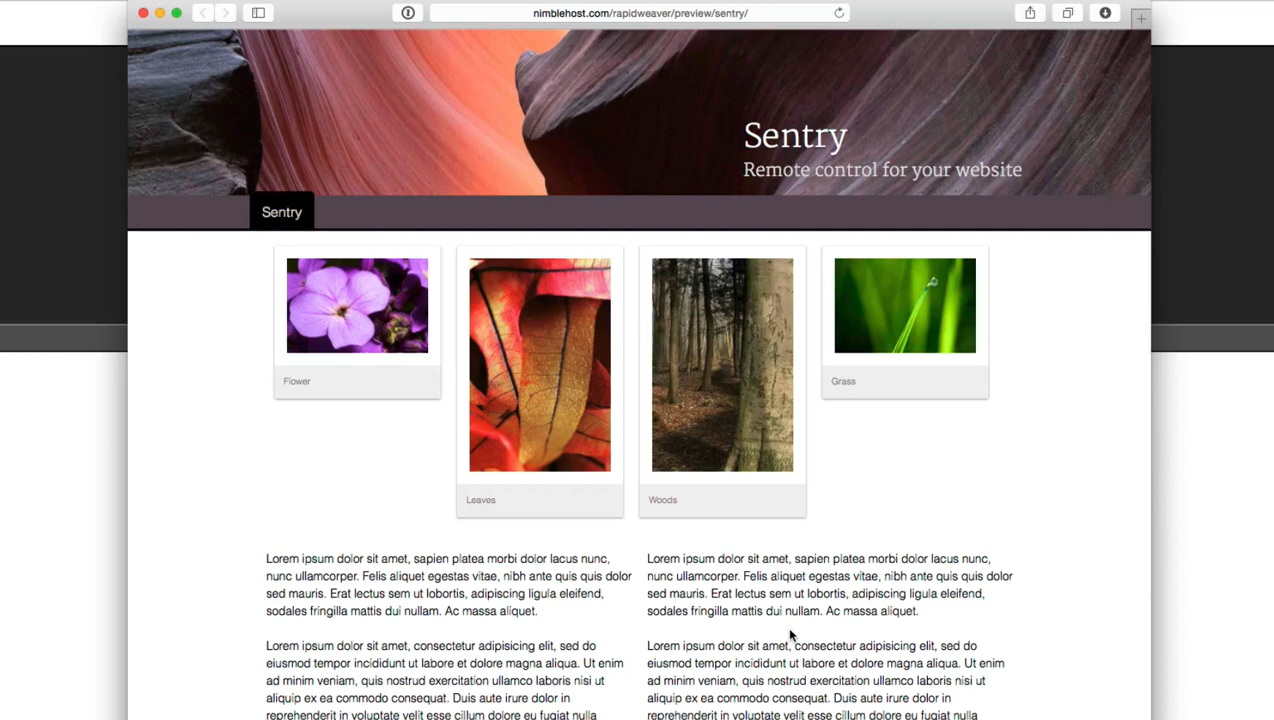 nimblehost.com/rapidweaver/preview/sentry/
Sentry
Remote control for your website
Sentry
Flower
Leaves
Woods
Grass
Lorem ipsum dolor sit amet, sapien platea morbi dolor lacus nunc,
nunc ullamcorper. Felis aliquet egestas vitae, nibh ante quis quis dolor
sed mauris. Erat lectus sem ut lobortis, adipiscing ligula eleifend,
sodales fringilla mattis dui nullam. Ac massa aliquet.
Lorem ipsum dolor sit amet, consectetur adipisicing elit, sed do
eiusmod tempor incididunt ut labore et dolore magna aliqua. Ut enim
ad minim veniam, quis nostrud exercitation ullamco laboris nisi ut
aliquip ex ea commodo consequat. Duis aute irure dolor in
reprehenderit in voluptate velit esse cillum dolore eu fugiat nulla
Lorem ipsum dolor sit amet, sapien platea morbi dolor lacus nunc,
nunc ullamcorper. Felis aliquet egestas vitae, nibh ante quis quis dolor
sed mauris. Erat lectus sem ut lobortis, adipiscing ligula eleifend,
sodales fringilla mattis dui nullam. Ac massa aliquet.
Lorem ipsum dolor sit amet, consectetur adipisicing elit, sed do
eiusmod tempor incididunt ut labore et dolore magna aliqua. Ut enim
ad minim veniam, quis nostrud exercitation ullamco laboris nisi ut
aliquip ex ea commodo consequat. Duis aute irure dolor in
reprehenderit in voluptate velit esse cillum dolore eu fugiat nulla